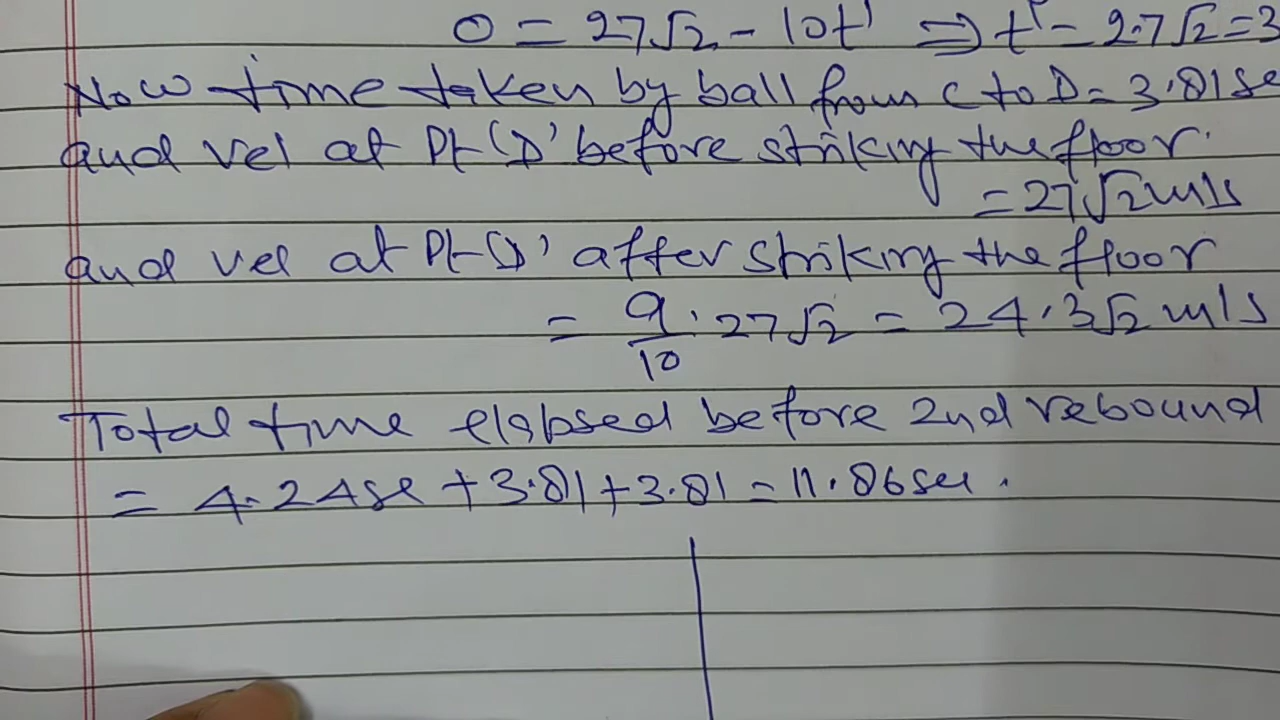 0 = 27√2 - 10t' ⇒ t' = 2.7√2 = 3
Now time taken by ball from C to D = 3.81 se
and vel at Pt 'D' before striking the floor.
= 27√2 m/s
and vel at Pt 'D' after striking the floor
= 9/10 . 27√2 = 24.3√2 m/s
Total time elapsed before 2nd rebound
= 4.24 se + 3.81 + 3.81 = 11.86 sec.